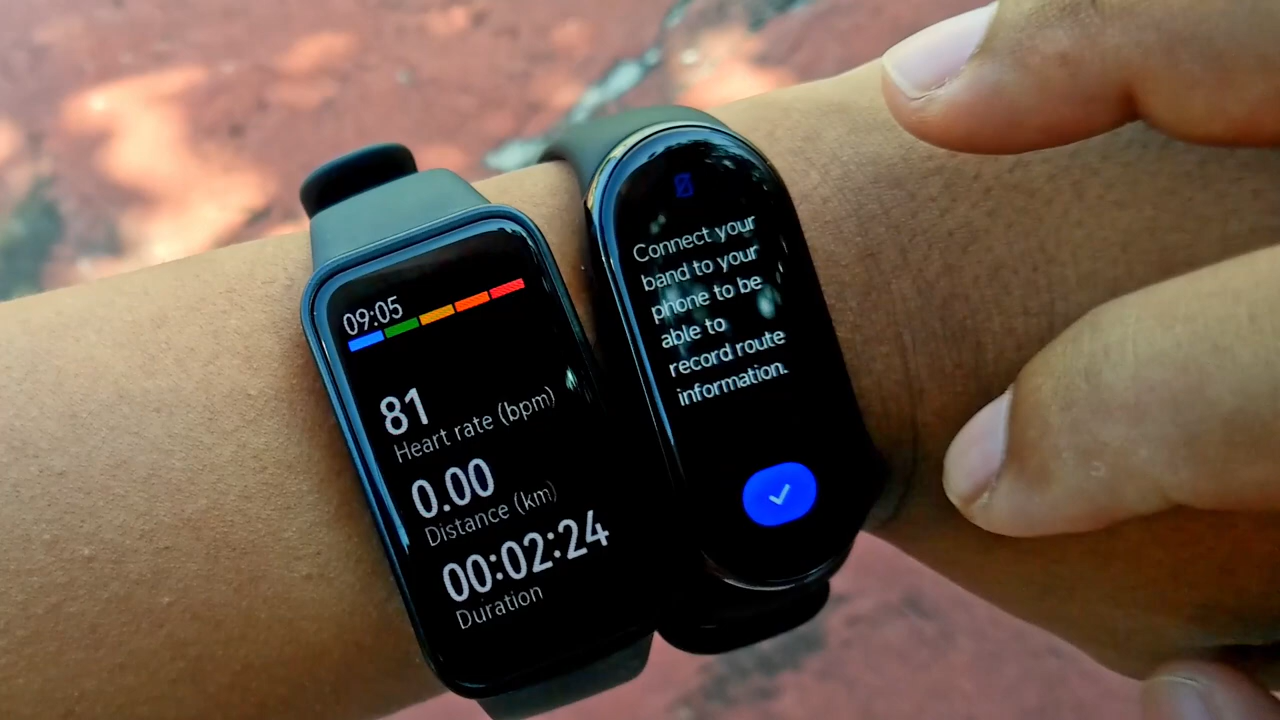 09:05
81
Heart rate (bpm)
0.00
Distance (km)
00:02:24
Duration
Connect your
band to your
phone to be
able to
record route
information.